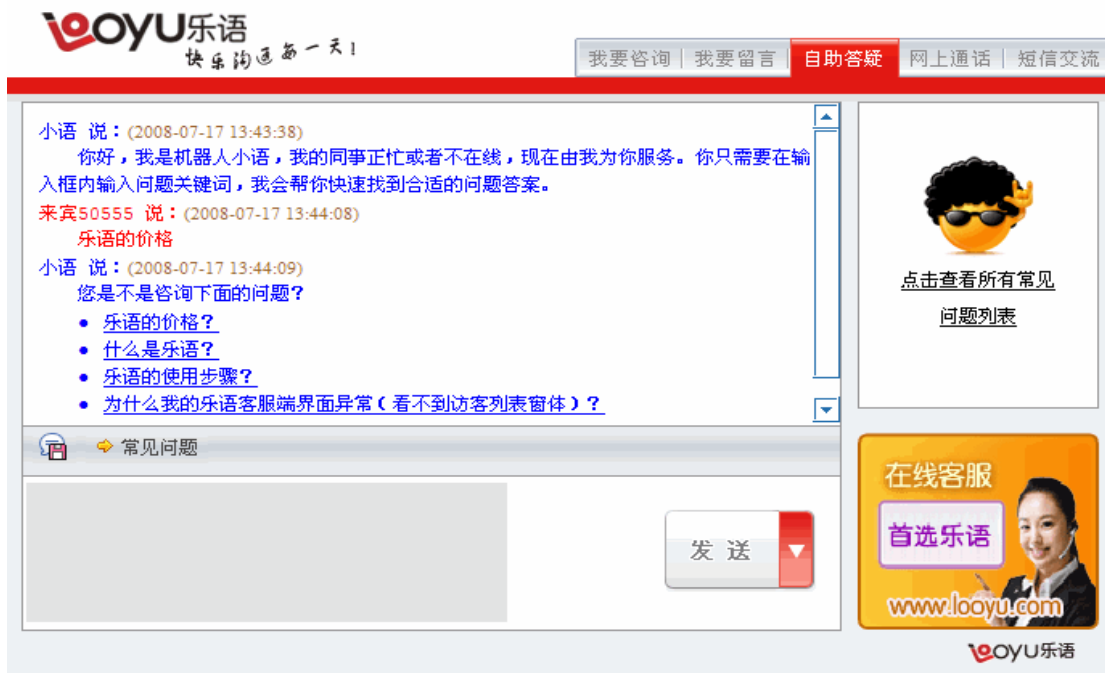 Looyu乐语
快乐沟通每一天!
我要咨询 | 我要留言 | 自助答疑 网上通话 | 短信交流
小语 说：(2008-07-17 13:43:38)
你好，我是机器人小语，我的同事正忙或者不在线，现在由我为你服务。你只需要在输
入框内输入问题关键词，我会帮你快速找到合适的问题答案。
来宾50555 说：(2008-07-17 13:44:08)
乐语的价格
小语 说：(2008-07-17 13:44:09)
您是不是咨询下面的问题？
• 乐语的价格？
• 什么是乐语？
• 乐语的使用步骤？
• 为什么我的乐语客服端界面异常（看不到访客列表窗体）？
点击查看所有常见
问题列表
常见问题
发 送
在线客服
首选乐语
www.looyu.com
Looyu乐语